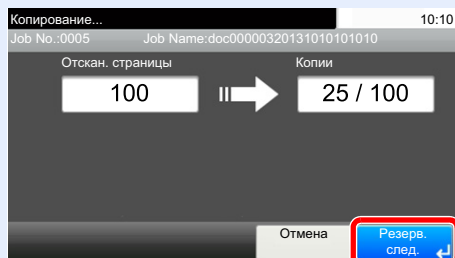 Копирование... 10:10
Job No.:0005 Job Name:doc00000320131010101010
Отскан. страницы Копии
100 25 / 100
Отмена Резерв.
след.